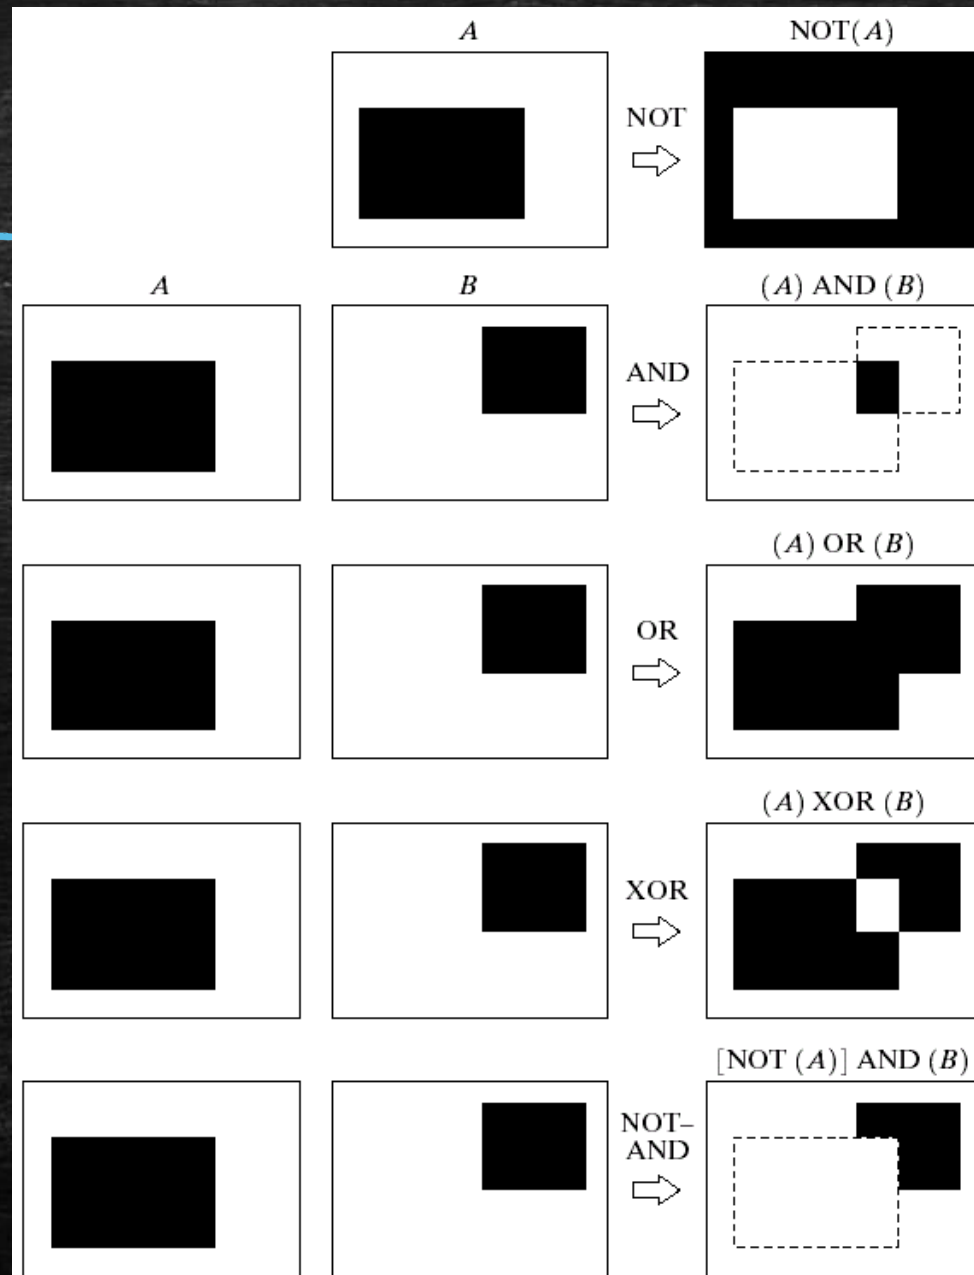 A NOT(A)
NOT
A B (A) AND (B)
AND
(A) OR (B)
OR
(A) XOR (B)
XOR
[NOT (A)] AND (B)
NOT–
AND